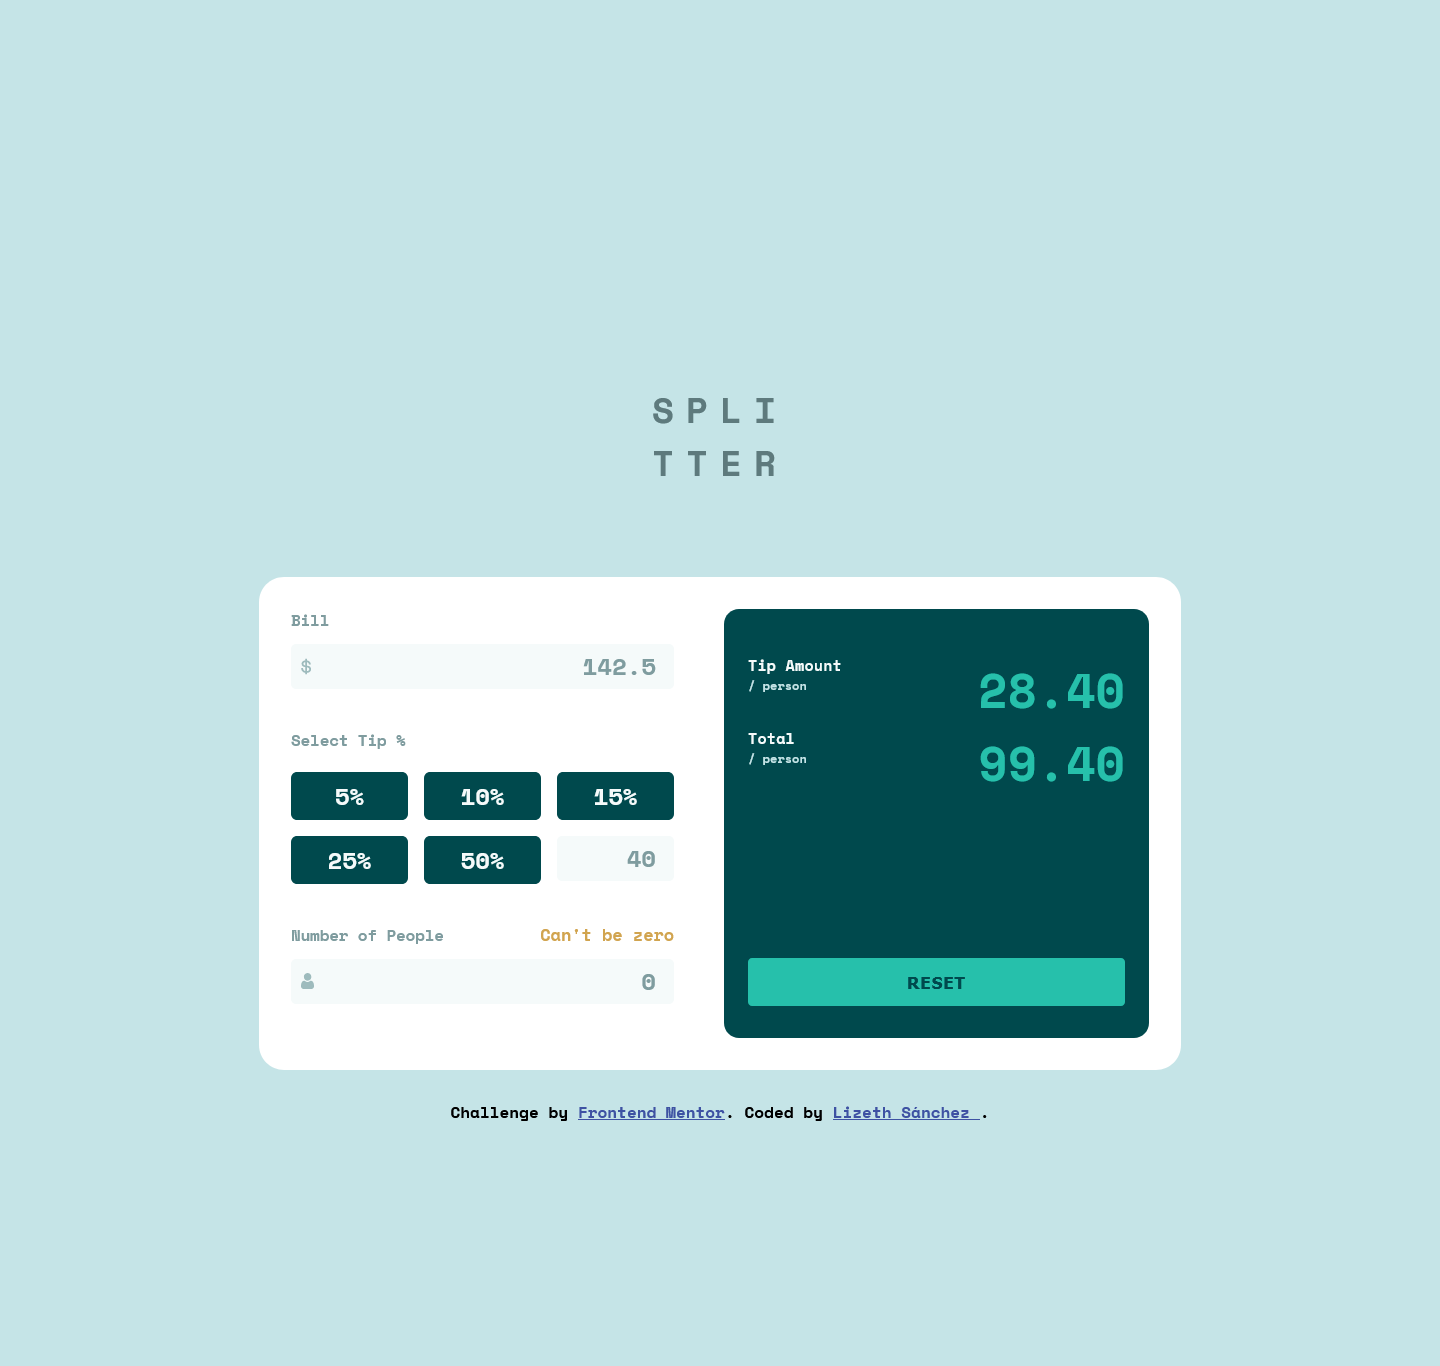 SPLI
TTER
Bill
$ 142.5
Select Tip %
5% 10% 15%
25% 50% 40
Number of People Can't be zero
0
Tip Amount
/ person
28.40
Total
/ person
99.40
RESET
Challenge by Frontend Mentor. Coded by Lizeth Sánchez .